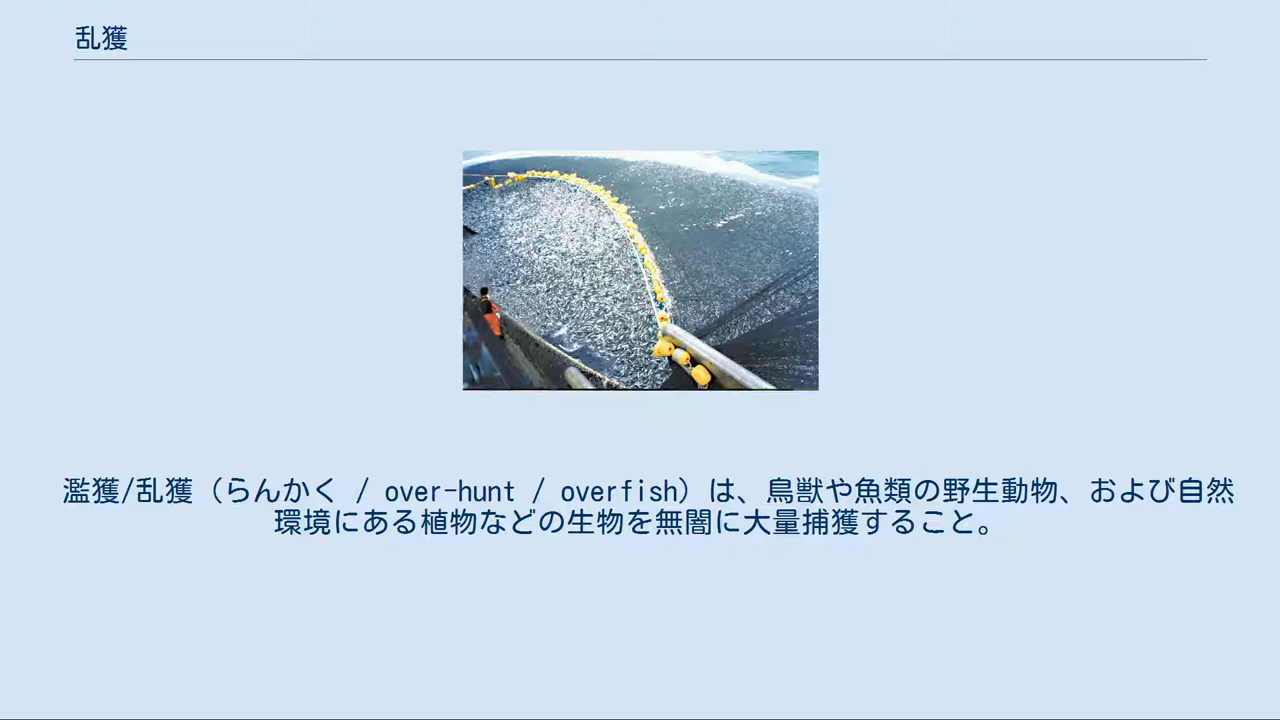 乱獲
濫獲/乱獲（らんかく / over-hunt / overfish）は、鳥獣や魚類の野生動物、および自然
環境にある植物などの生物を無闇に大量捕獲すること。